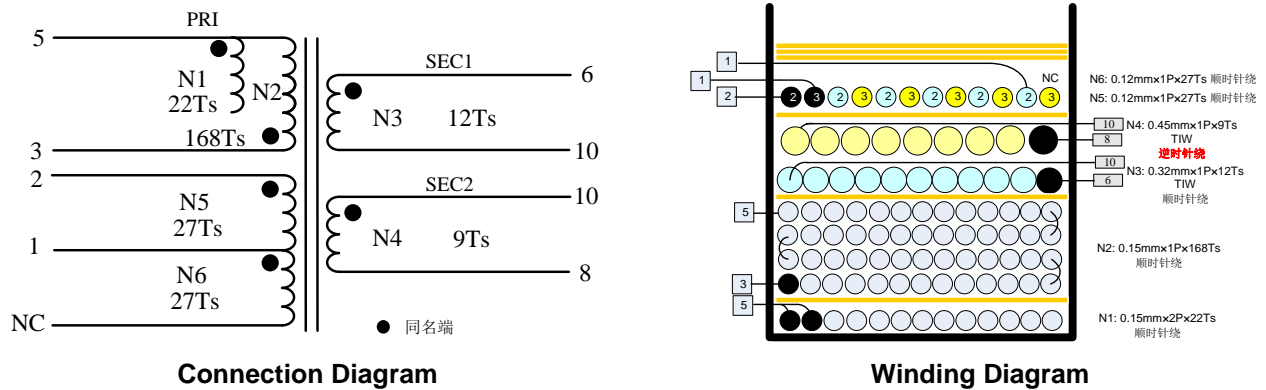 PRI
5
N1
22Ts
N2
168Ts
3
2
N5
27Ts
1
N6
27Ts
NC
SEC1
6
N3
12Ts
10
SEC2
10
N4
9Ts
8
同名端
Connection Diagram
1
1
2
2 3 2 3 2 3 2 3 2 3 2 3
NC
N6: 0.12mm×1P×27Ts 顺时针绕
N5: 0.12mm×1P×27Ts 顺时针绕
10
8
N4: 0.45mm×1P×9Ts
TIW
逆时针绕
10
6
N3: 0.32mm×1P×12Ts
TIW
顺时针绕
5
3
N2: 0.15mm×1P×168Ts
顺时针绕
5
N1: 0.15mm×2P×22Ts
顺时针绕
Winding Diagram